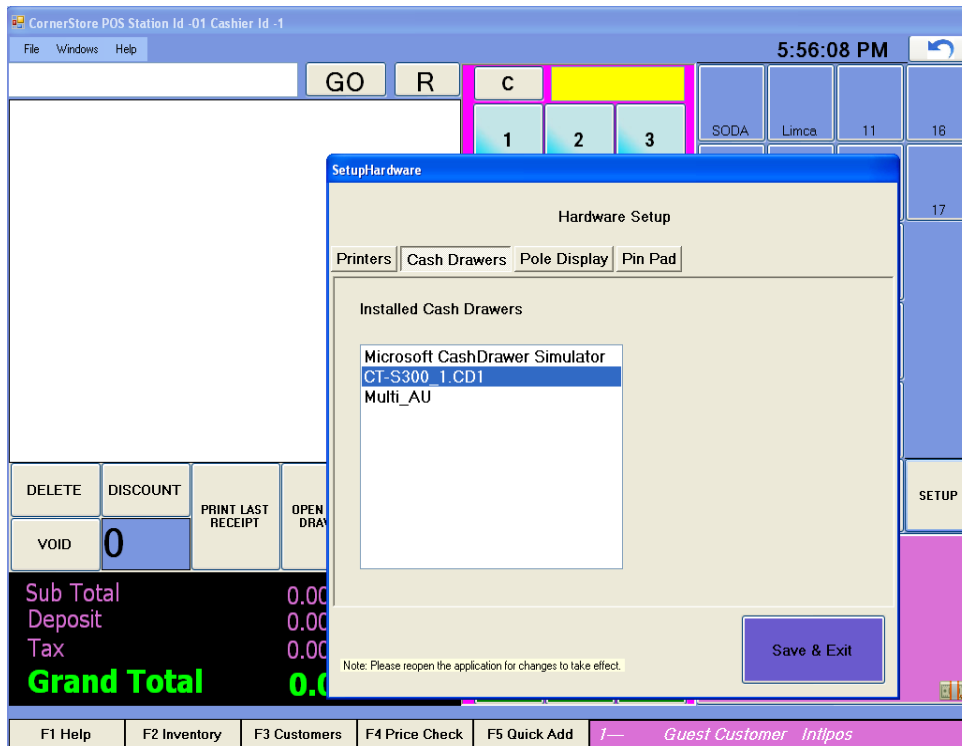 CornerStore POS Station Id -01 Cashier Id -1
File Windows Help
5:56:08 PM
GO R C
1 2 3
SODA Limca 11 16
17
SetupHardware
Hardware Setup
Printers Cash Drawers Pole Display Pin Pad
Installed Cash Drawers
Microsoft CashDrawer Simulator
CT-S300_1.CD1
Multi_AU
DELETE DISCOUNT
PRINT LAST
RECEIPT
OPEN
VOID 0
SETUP
Sub Total 0.00
Deposit 0.00
Tax 0.00
Grand Total
Save & Exit
Note: Please reopen the application for changes to take effect.
F1 Help F2 Inventory F3 Customers F4 Price Check F5 Quick Add 1— Guest Customer Intlpos